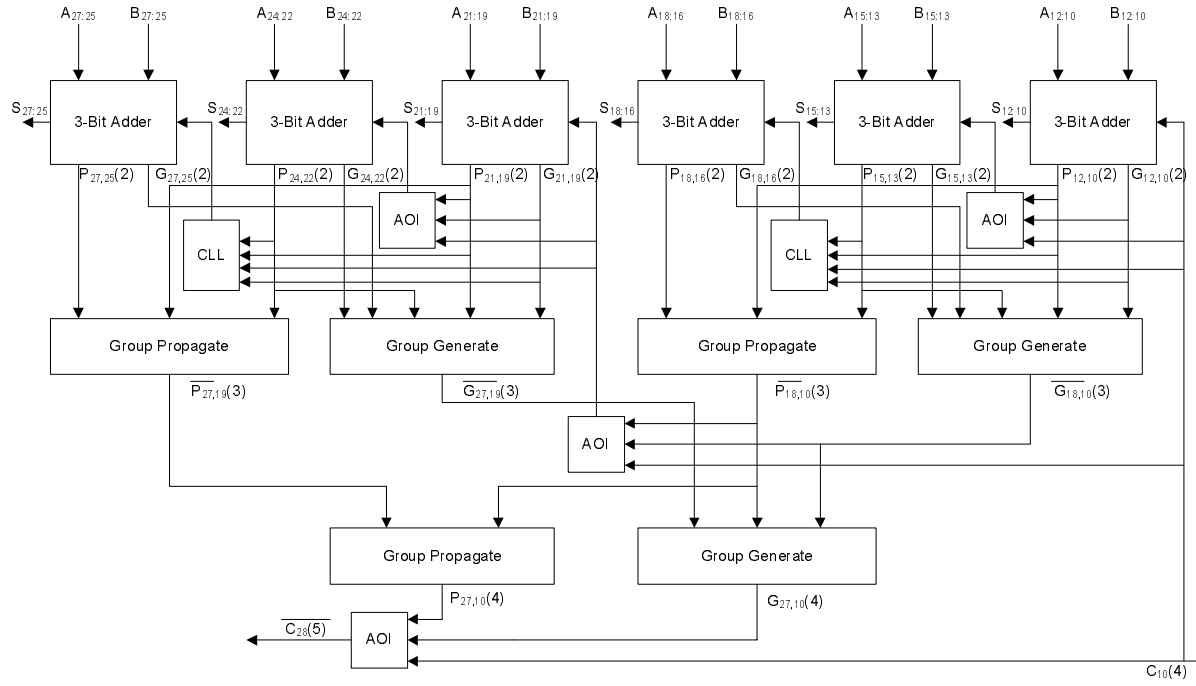 A27:25 B27:25 A24:22 B24:22 A21:19 B21:19 A18:16 B18:16 A15:13 B15:13 A12:10 B12:10
S27:25 3-Bit Adder S24:22 3-Bit Adder S21:19 3-Bit Adder S18:16 3-Bit Adder S15:13 3-Bit Adder S12:10 3-Bit Adder
P27,25(2) G27,25(2) P24,22(2) G24,22(2) P21,19(2) G21,19(2) P18,16(2) G18,16(2) P15,13(2) G15,13(2) P12,10(2) G12,10(2)
AOI AOI
CLL CLL
Group Propagate Group Generate Group Propagate Group Generate
P27,19(3) G27,19(3) P18,10(3) G18,10(3)
AOI
Group Propagate Group Generate
P27,10(4) G27,10(4)
C28(5) AOI
C10(4)